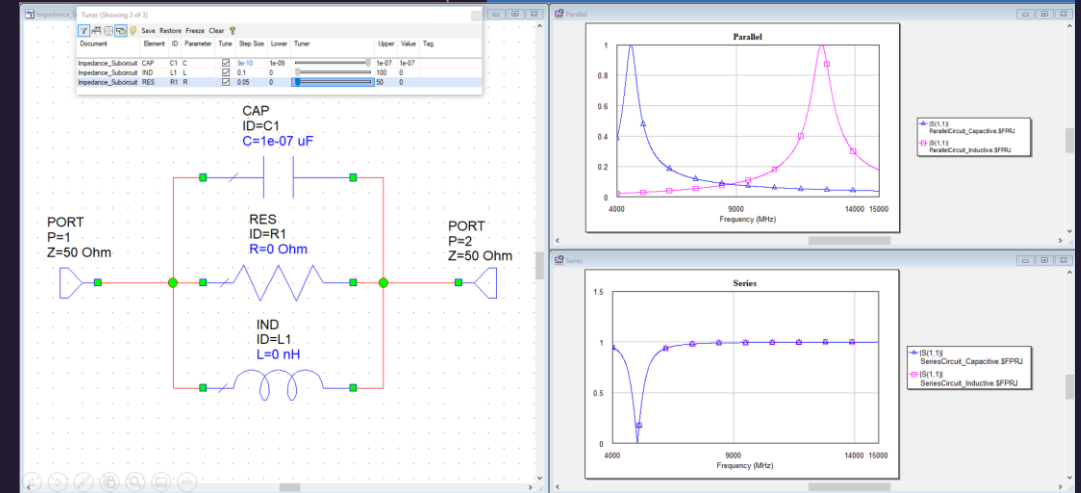 Impedance_S
Tuner (Showing 3 of 3)
Save Restore Freeze Clear
Document Element ID Parameter Tune Step Size Lower Tuner Upper Value Tag
Impedance_Subcircuit CAP C1 C 9e-10 1e-09 1e-07 1e-07
Impedance_Subcircuit IND L1 L 0.1 0 100 0
Impedance_Subcircuit RES R1 R 0.05 0 50 0
CAP
ID=C1
C=1e-07 uF
PORT
P=1
Z=50 Ohm
RES
ID=R1
R=0 Ohm
PORT
P=2
Z=50 Ohm
IND
ID=L1
L=0 nH
Parallel
Parallel
1
0.8
0.6
0.4
0.2
0
4000 9000 14000 15000
Frequency (MHz)
|S(1,1)|
ParallelCircuit_Capacitive.$FPRJ
|S(1,1)|
ParallelCircuit_Inductive.$FPRJ
Series
Series
1.5
1
0.5
0
4000 9000 14000 15000
Frequency (MHz)
|S(1,1)|
SeriesCircuit_Capacitive.$FPRJ
|S(1,1)|
SeriesCircuit_Inductive.$FPRJ